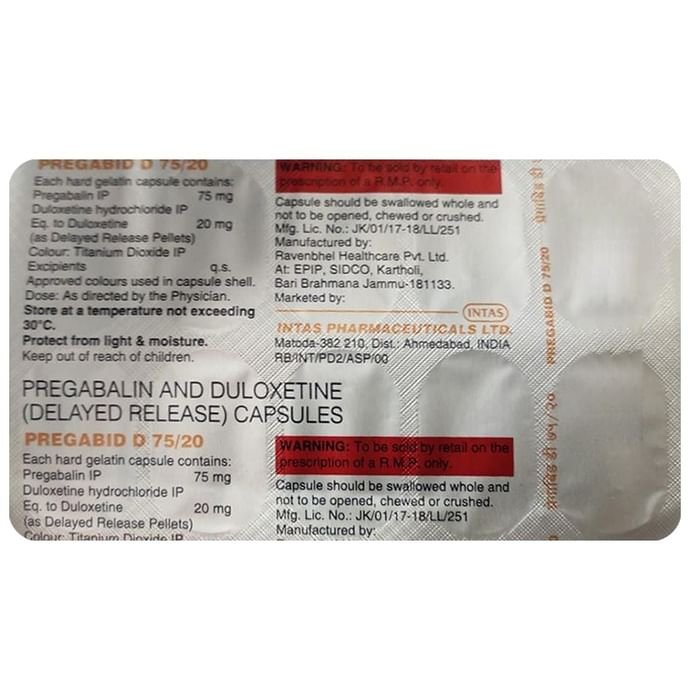 PREGABID D 75/20
Each hard gelatin capsule contains:
Pregabalin IP 75 mg
Duloxetine hydrochloride IP
Eq. to Duloxetine 20 mg
(as Delayed Release Pellets)
Colour: Titanium Dioxide IP
Excipients q.s.
Approved colours used in capsule shell.
Dose: As directed by the Physician.
Store at a temperature not exceeding
30°C.
Protect from light & moisture.
Keep out of reach of children.
WARNING: To be sold by retail on the
prescription of a R.M.P. only.
Capsule should be swallowed whole and
not to be opened, chewed or crushed.
Mfg. Lic. No.: JK/01/17-18/LL/251
Manufactured by:
Ravenbhel Healthcare Pvt. Ltd.
At: EPIP, SIDCO, Kartholi,
Bari Brahmana Jammu-181133.
Marketed by:
INTAS
INTAS PHARMACEUTICALS LTD.
Matoda-382 210, Dist.: Ahmedabad, INDIA
RB/INT/PD2/ASP/00
PREGABALIN AND DULOXETINE
(DELAYED RELEASE) CAPSULES
PREGABID D 75/20
Each hard gelatin capsule contains:
Pregabalin IP 75 mg
Duloxetine hydrochloride IP
Eq. to Duloxetine 20 mg
(as Delayed Release Pellets)
Colour: Titanium Dioxide IP
WARNING: To be sold by retail on the
prescription of a R.M.P. only.
Capsule should be swallowed whole and
not to be opened, chewed or crushed.
Mfg. Lic. No.: JK/01/17-18/LL/251
Manufactured by:
PREGABID D 75/20
डी ७५/२०